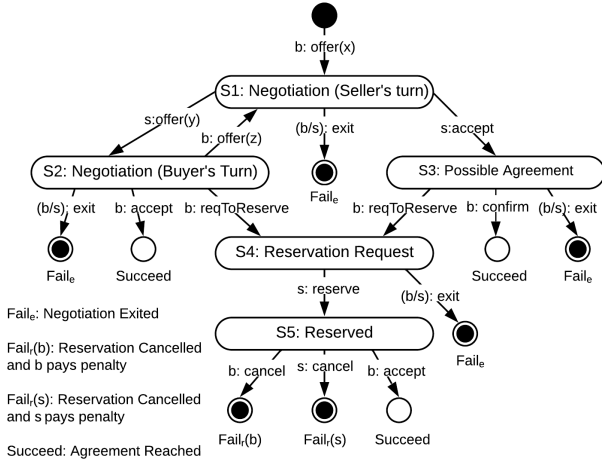 b: offer(x)
S1: Negotiation (Seller's turn)
s:offer(y)
b: offer(z)
(b/s): exit
s:accept
S2: Negotiation (Buyer's Turn)
Failₑ
S3: Possible Agreement
(b/s): exit
b: accept
b: reqToReserve
b: reqToReserve
b: confirm
(b/s): exit
Failₑ
Succeed
S4: Reservation Request
Succeed
Failₑ
s: reserve
(b/s): exit
Failₑ: Negotiation Exited
S5: Reserved
Failₑ
Failᵣ(b): Reservation Cancelled
and b pays penalty
b: cancel
s: cancel
b: accept
Failᵣ(s): Reservation Cancelled
and s pays penalty
Failᵣ(b)
Failᵣ(s)
Succeed
Succeed: Agreement Reached